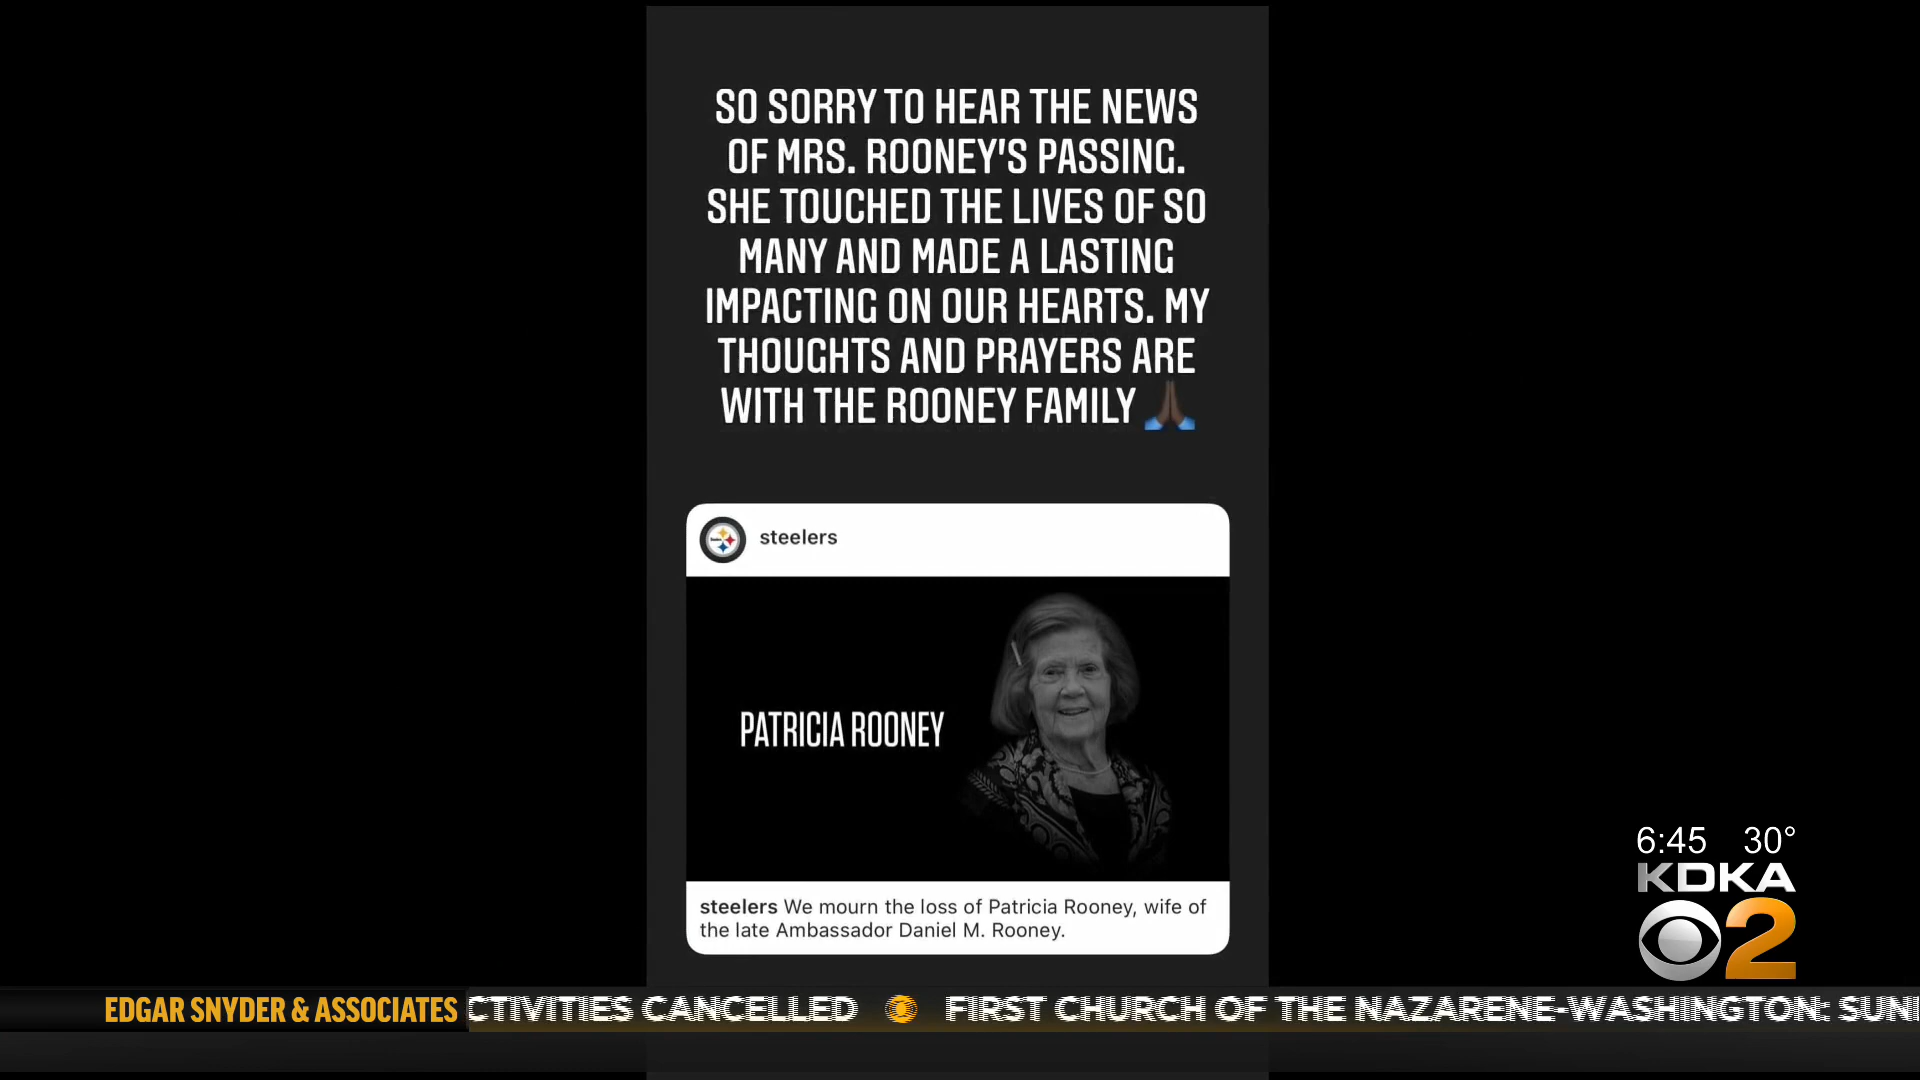 SO SORRY TO HEAR THE NEWS
OF MRS. ROONEY'S PASSING.
SHE TOUCHED THE LIVES OF SO
MANY AND MADE A LASTING
IMPACTING ON OUR HEARTS. MY
THOUGHTS AND PRAYERS ARE
WITH THE ROONEY FAMILY 🙏🏿
steelers
PATRICIA ROONEY
steelers We mourn the loss of Patricia Rooney, wife of
the late Ambassador Daniel M. Rooney.
6:45 30°
KDKA
2
EDGAR SNYDER & ASSOCIATES CTIVITIES CANCELLED FIRST CHURCH OF THE NAZARENE-WASHINGTON: SUN